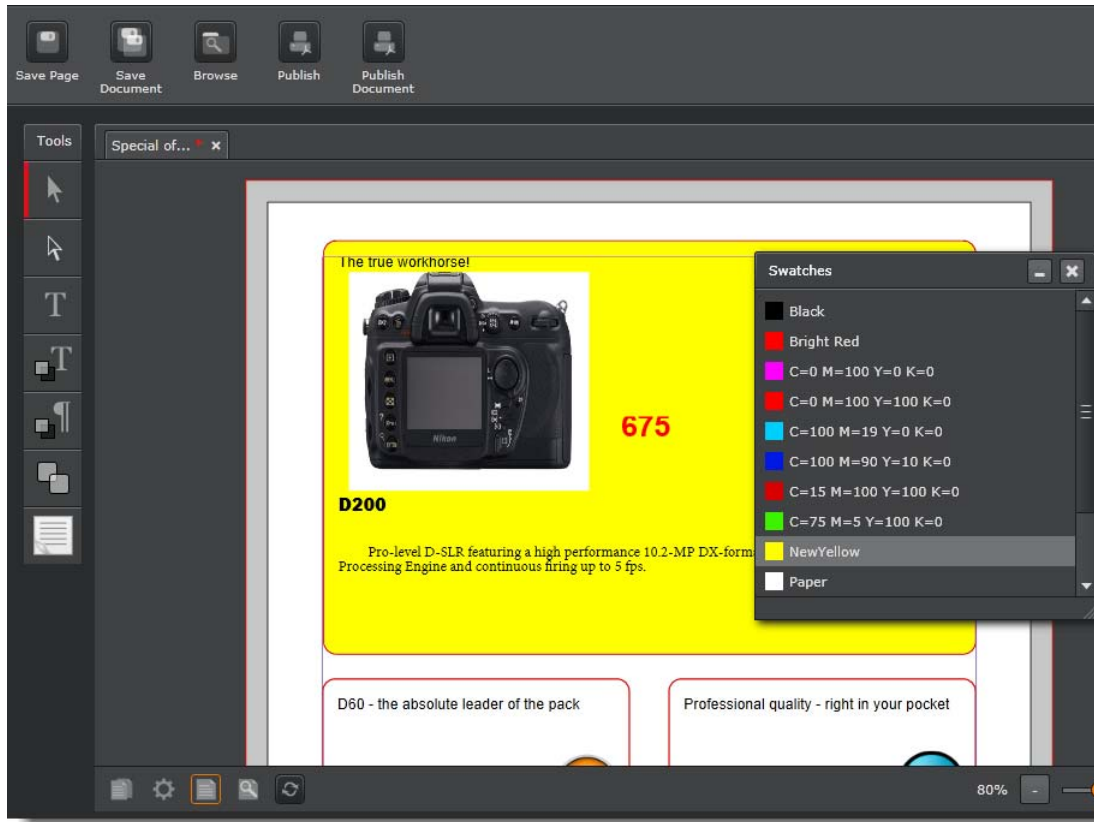 Save Page
Save Document
Browse
Publish
Publish Document
Tools
Special of... * ×
T
T
¶
The true workhorse!
Nikon
675
D200
Pro-level D-SLR featuring a high performance 10.2-MP DX-form
Processing Engine and continuous firing up to 5 fps.
Swatches
Black
Bright Red
C=0 M=100 Y=0 K=0
C=0 M=100 Y=100 K=0
C=100 M=19 Y=0 K=0
C=100 M=90 Y=10 K=0
C=15 M=100 Y=100 K=0
C=75 M=5 Y=100 K=0
NewYellow
Paper
D60 - the absolute leader of the pack
Professional quality - right in your pocket
80%